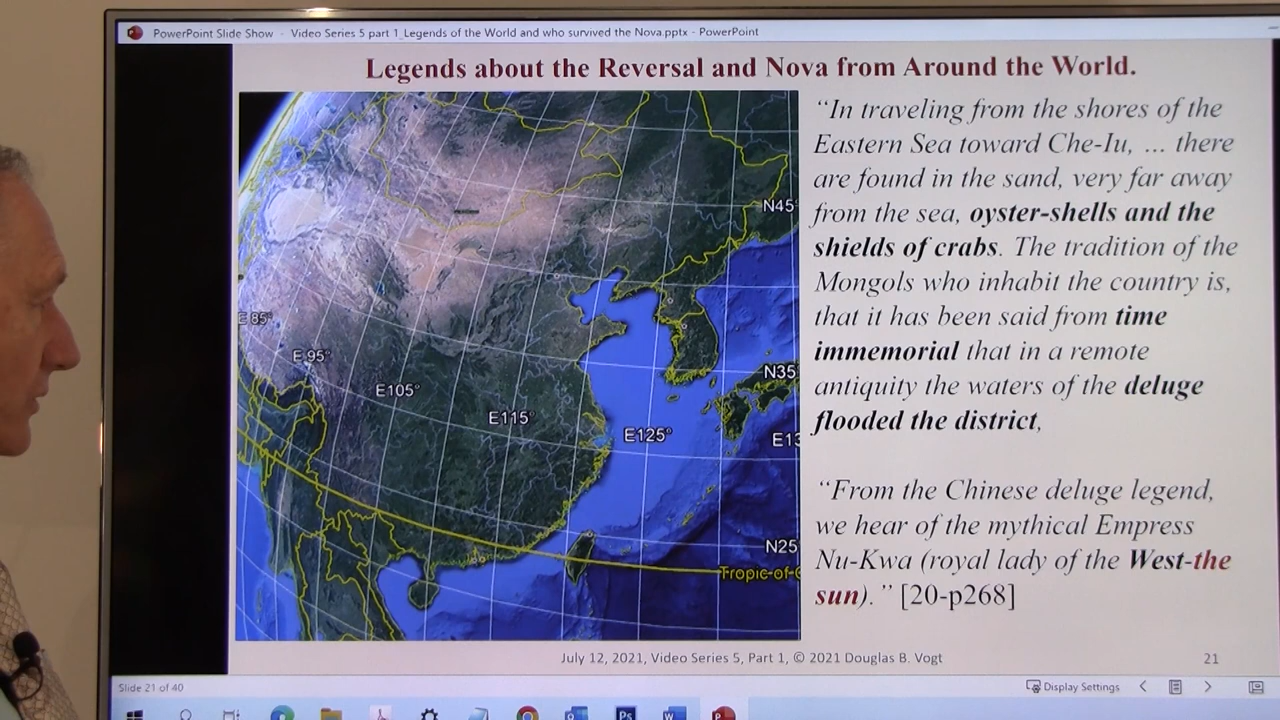 PowerPoint Slide Show - Video Series 5 part 1_Legends of the World and who survived the Nova.pptx - PowerPoint
Legends about the Reversal and Nova from Around the World.
“In traveling from the shores of the
Eastern Sea toward Che-Iu, ... there
are found in the sand, very far away
from the sea, oyster-shells and the
shields of crabs. The tradition of the
Mongols who inhabit the country is,
that it has been said from time
immemorial that in a remote
antiquity the waters of the deluge
flooded the district,
“From the Chinese deluge legend,
we hear of the mythical Empress
Nu-Kwa (royal lady of the West-the
sun).” [20-p268]
N45°
E 85°
E 95°
N35
E105°
E115°
E125°
E13
N25
Tropic of C
July 12, 2021, Video Series 5, Part 1, © 2021 Douglas B. Vogt
21
Slide 21 of 40
Display Settings